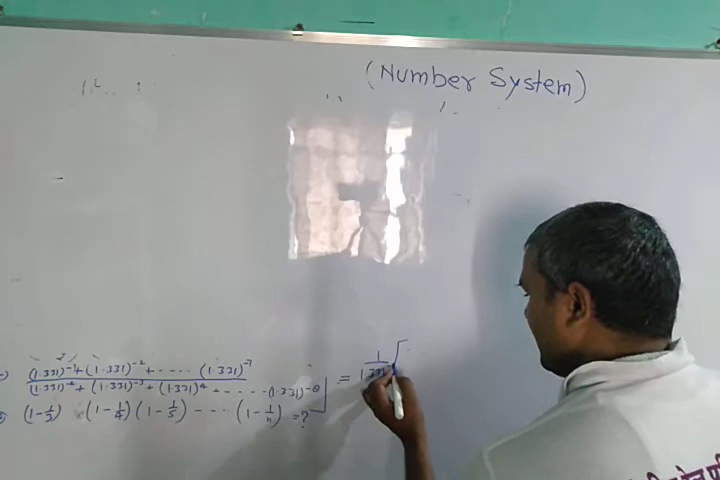 (Number System)
(1.331)⁻¹+(1.331)⁻²+ ..... (1.331)⁻⁷
(1.331)⁻²+(1.331)⁻³+(1.331)⁴+.......(1.331)⁻⁸
= 1
(1-1/3) (1-1/4)(1-1/5) ---- (1-1/n) =?